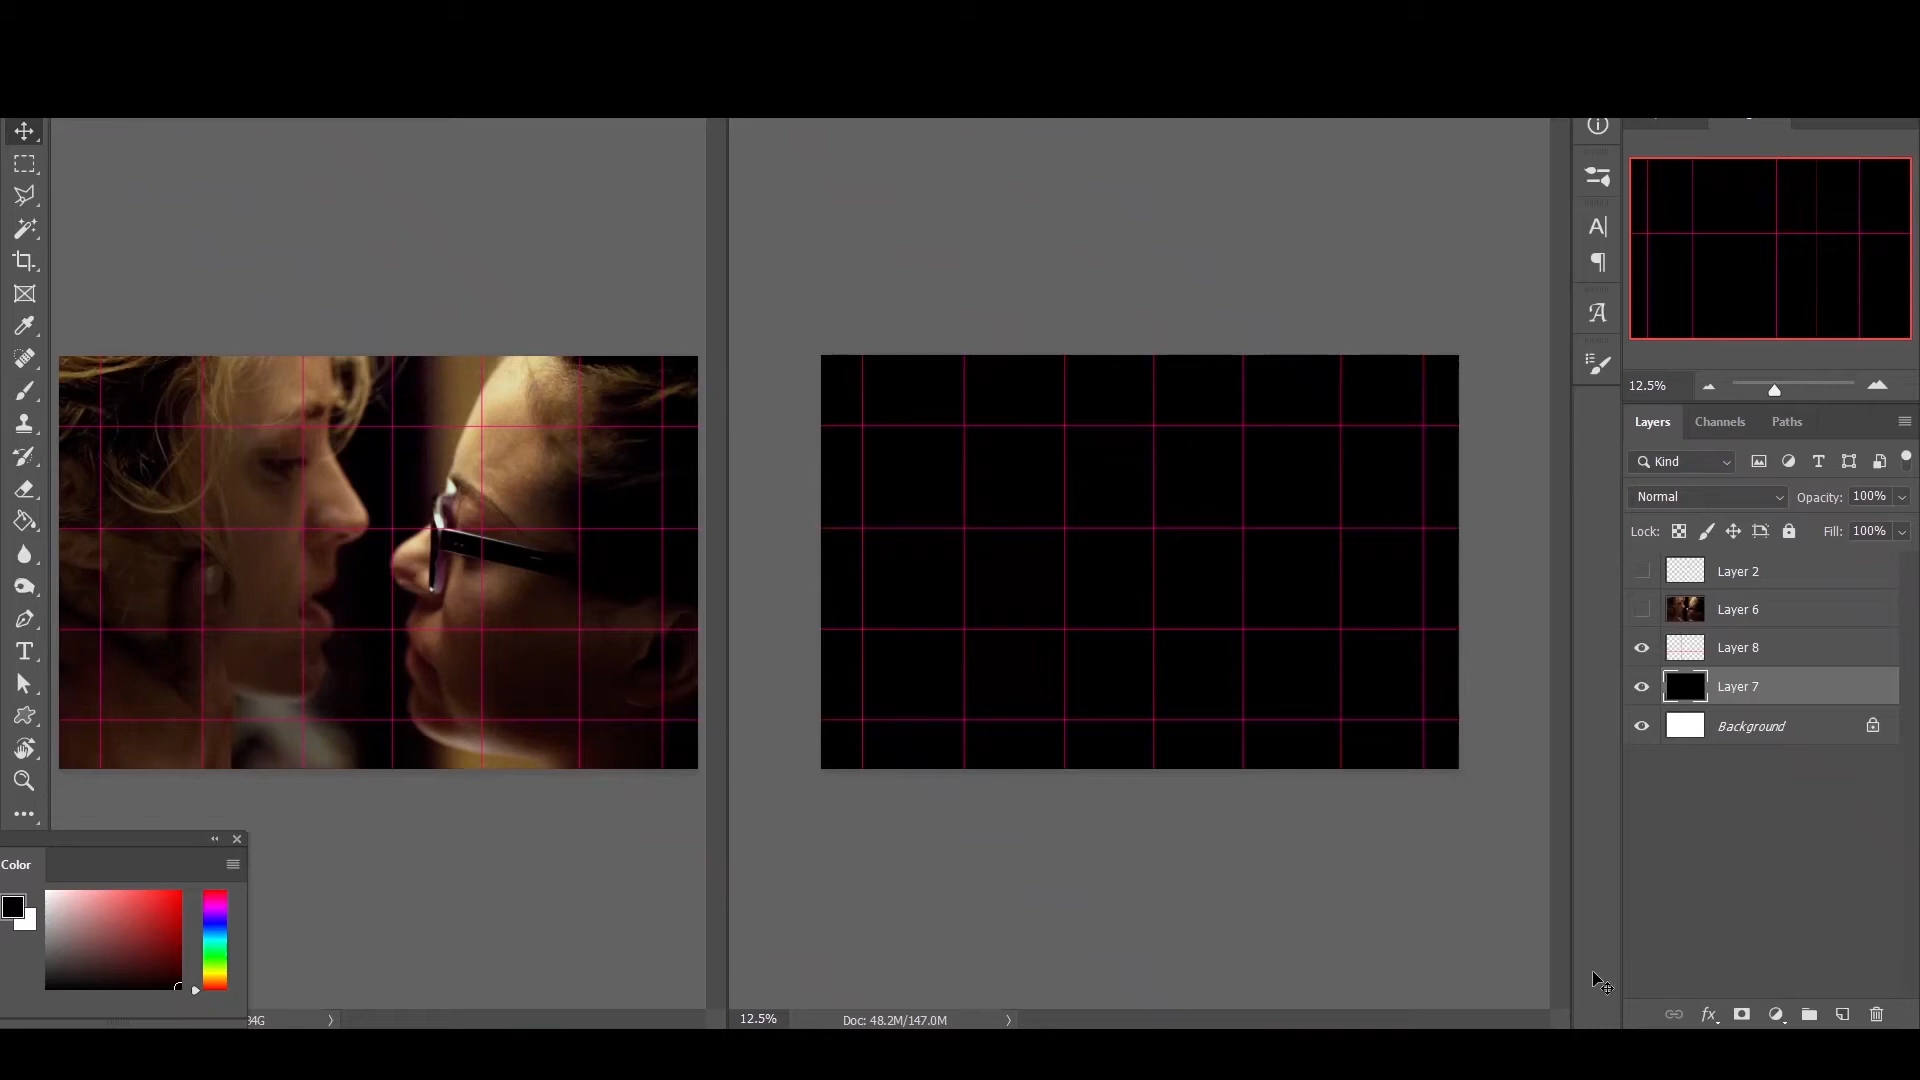 12.5%
Layers Channels Paths
Kind
Normal Opacity: 100%
Lock: Fill: 100%
Layer 2
Layer 6
Layer 8
Layer 7
Background
Color
34G
12.5% Doc: 48.2M/147.0M